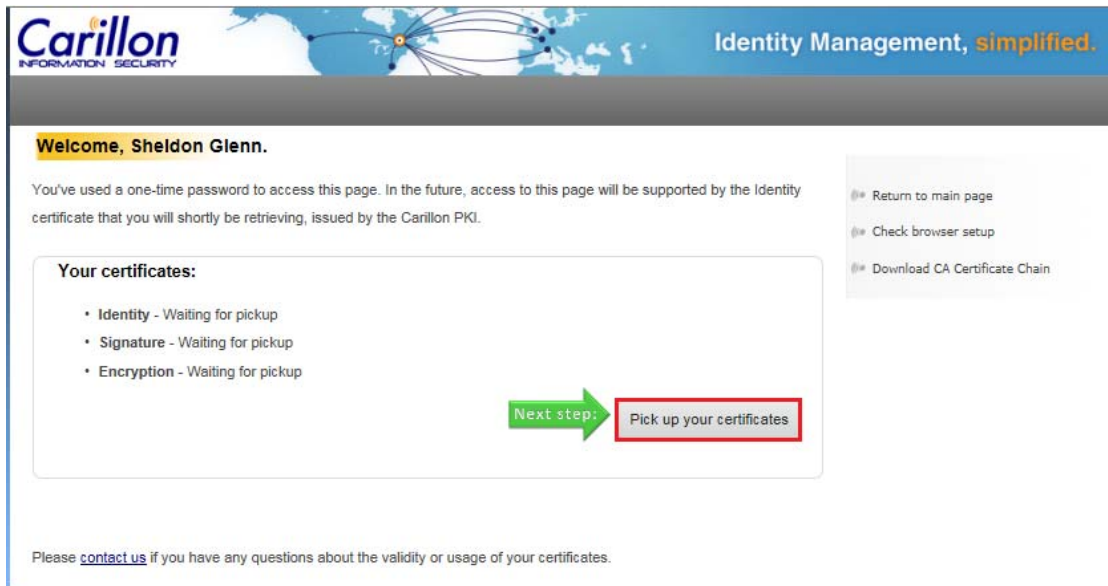 Carillon
INFORMATION SECURITY
Identity Management, simplified.
Welcome, Sheldon Glenn.
You've used a one-time password to access this page. In the future, access to this page will be supported by the Identity
certificate that you will shortly be retrieving, issued by the Carillon PKI.
Your certificates:
• Identity - Waiting for pickup
• Signature - Waiting for pickup
• Encryption - Waiting for pickup
Next step:
Pick up your certificates
Return to main page
Check browser setup
Download CA Certificate Chain
Please contact us if you have any questions about the validity or usage of your certificates.